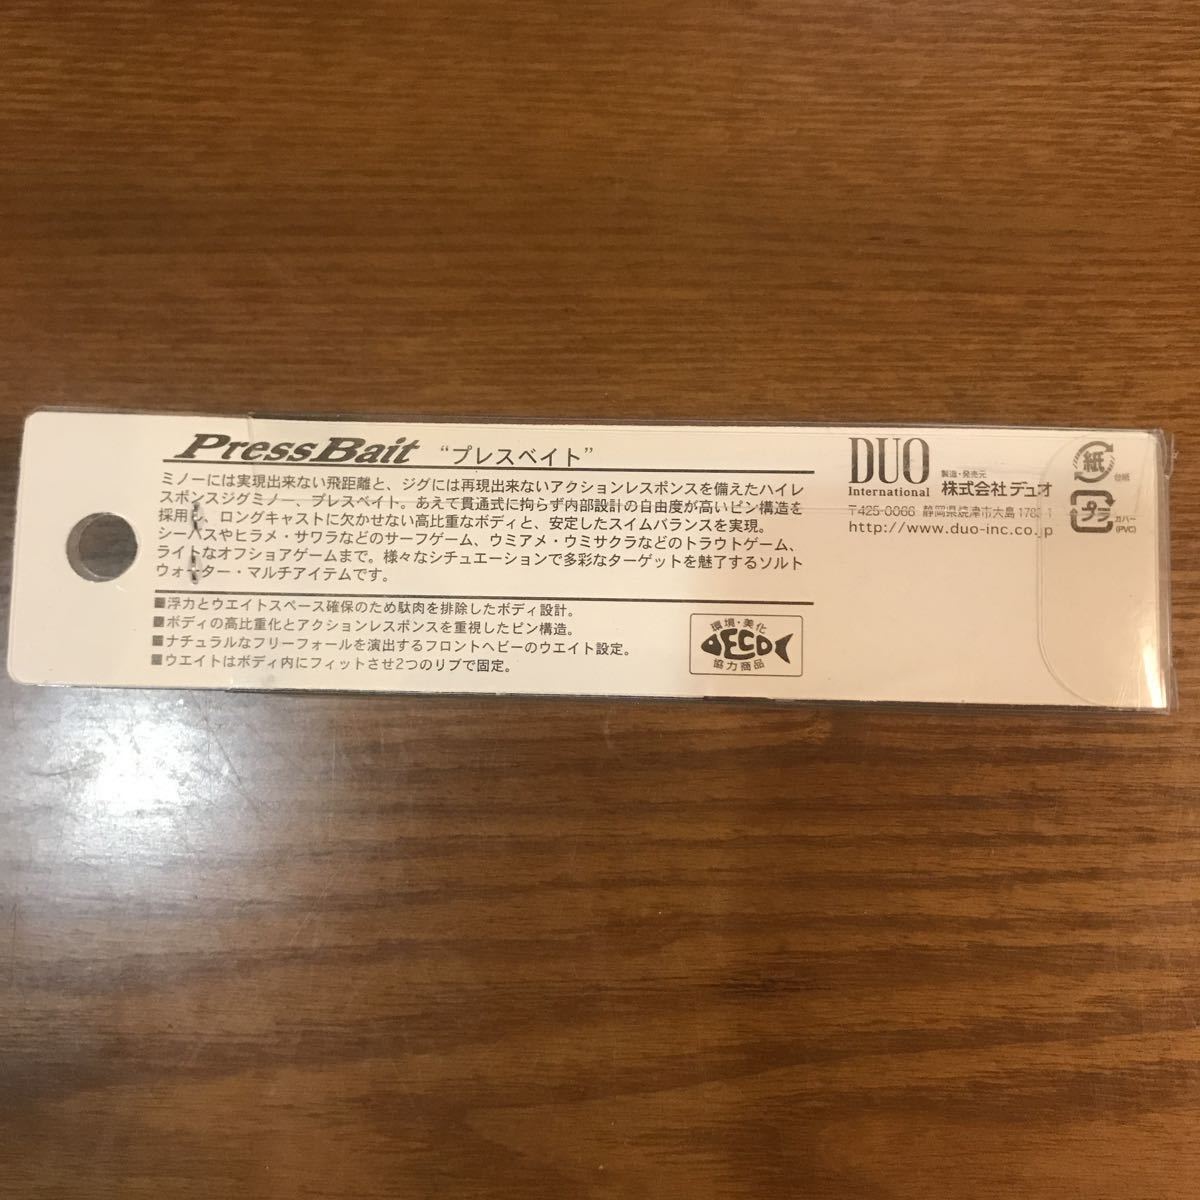 PressBait “プレスベイト”
ミノーには実現出来ない飛距離と、ジグには再現出来ないアクションレスポンスを備えたハイレ
スポンスジグミノー、プレスベイト。あえて貫通式に拘らず内部設計の自由度が高いピン構造を
採用し、ロングキャストに欠かせない高比重なボディと、安定したスイムバランスを実現。
シーバスやヒラメ・サワラなどのサーフゲーム、ウミアメ・ウミサクラなどのトラウトゲーム、
ライトなオフショアゲームまで。様々なシチュエーションで多彩なターゲットを魅了するソルト
ウォーター・マルチアイテムです。
■浮力とウエイトスペース確保のため駄肉を排除したボディ設計。
■ボディの高比重化とアクションレスポンスを重視したピン構造。
■ナチュラルなフリーフォールを演出するフロントヘビーのウエイト設定。
■ウエイトはボディ内にフィットさせ2つのリブで固定。
環境・美化
ECO
協力商品
DUO
International
製造・発売元
株式会社デュオ
〒425-0066 静岡県焼津市大島1783-1
http://www.duo-inc.co.jp
紙
台紙
プラ
カバー
(PVC)